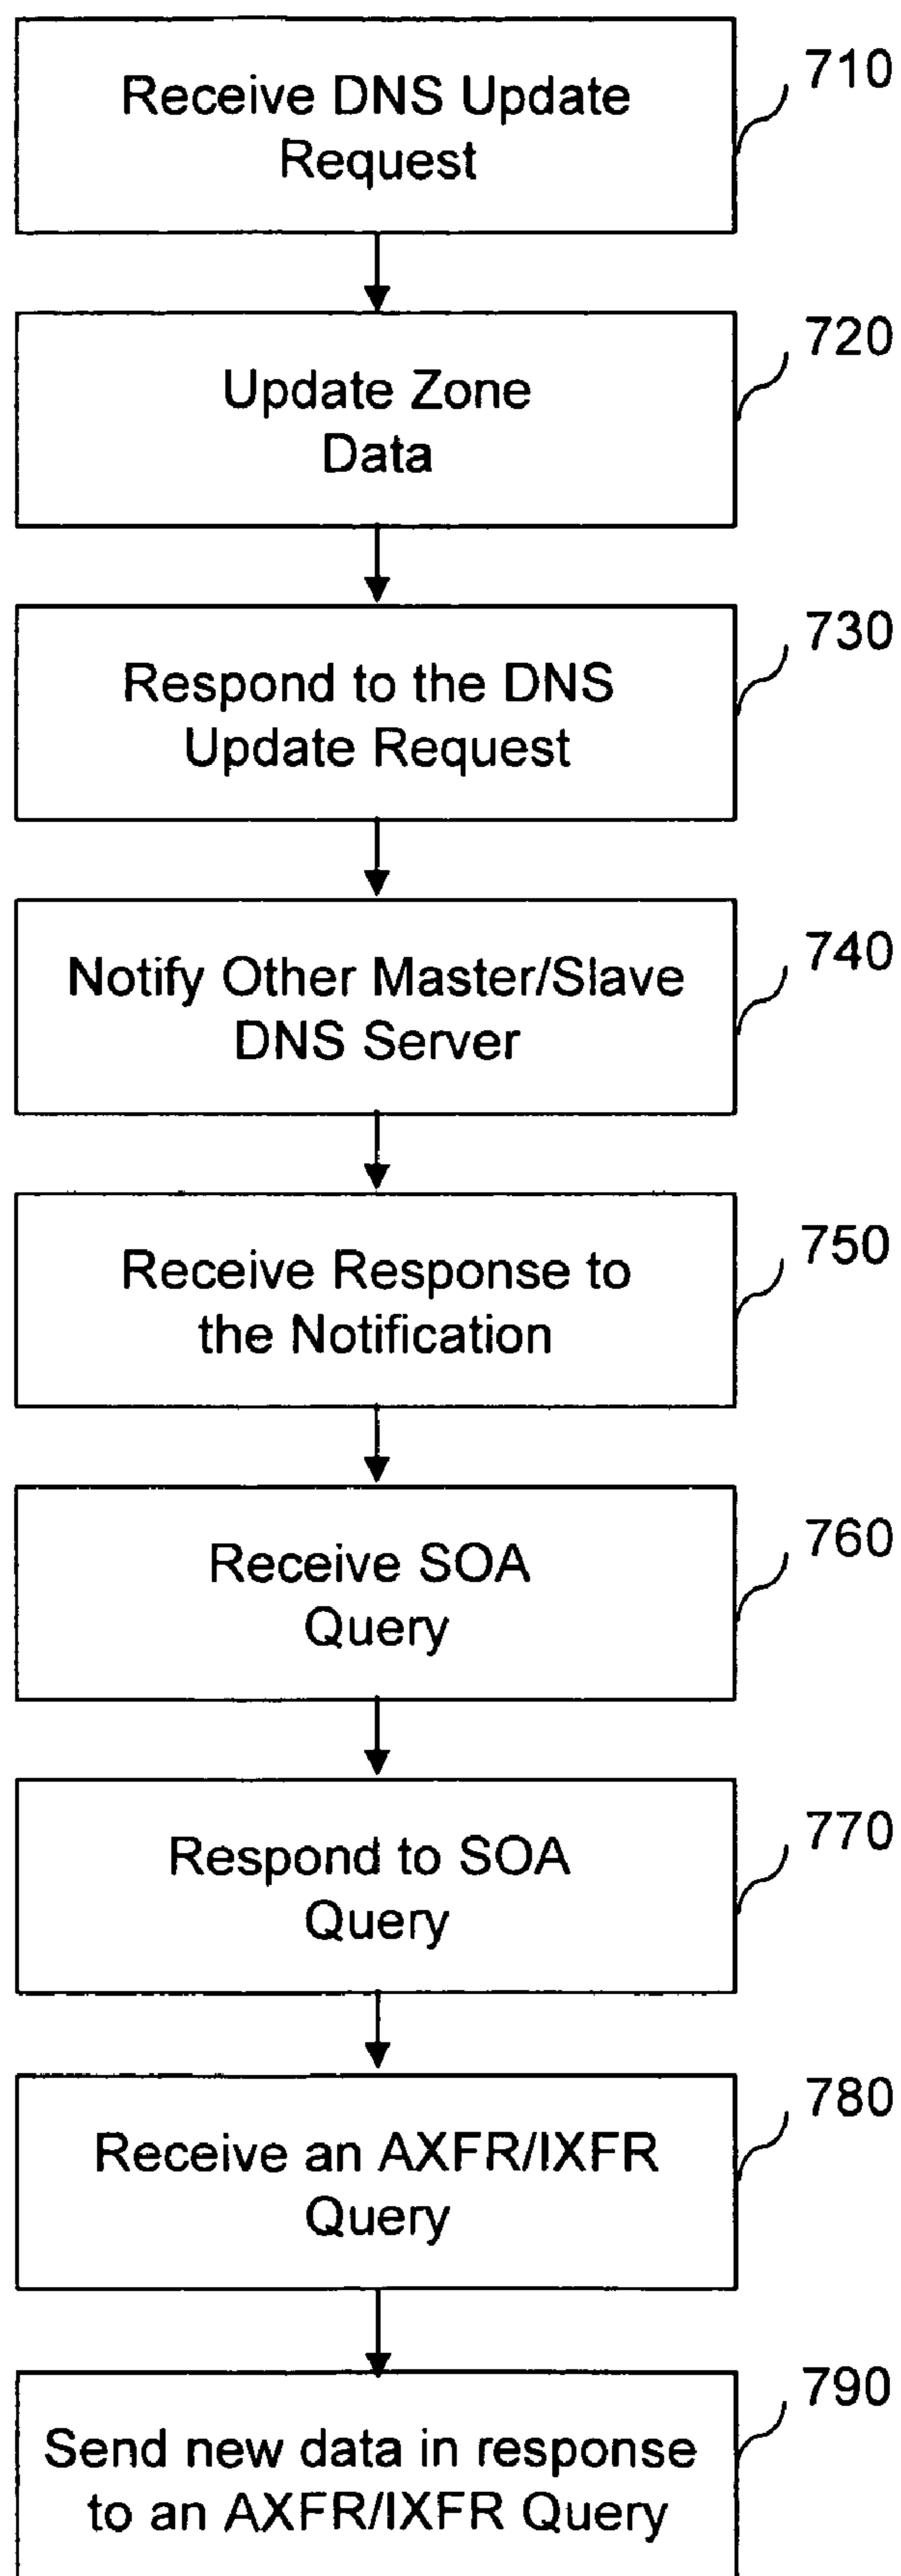 Receive DNS Update
Request
710
Update Zone
Data
720
Respond to the DNS
Update Request
730
Notify Other Master/Slave
DNS Server
740
Receive Response to
the Notification
750
Receive SOA
Query
760
Respond to SOA
Query
770
Receive an AXFR/IXFR
Query
780
Send new data in response
to an AXFR/IXFR Query
790